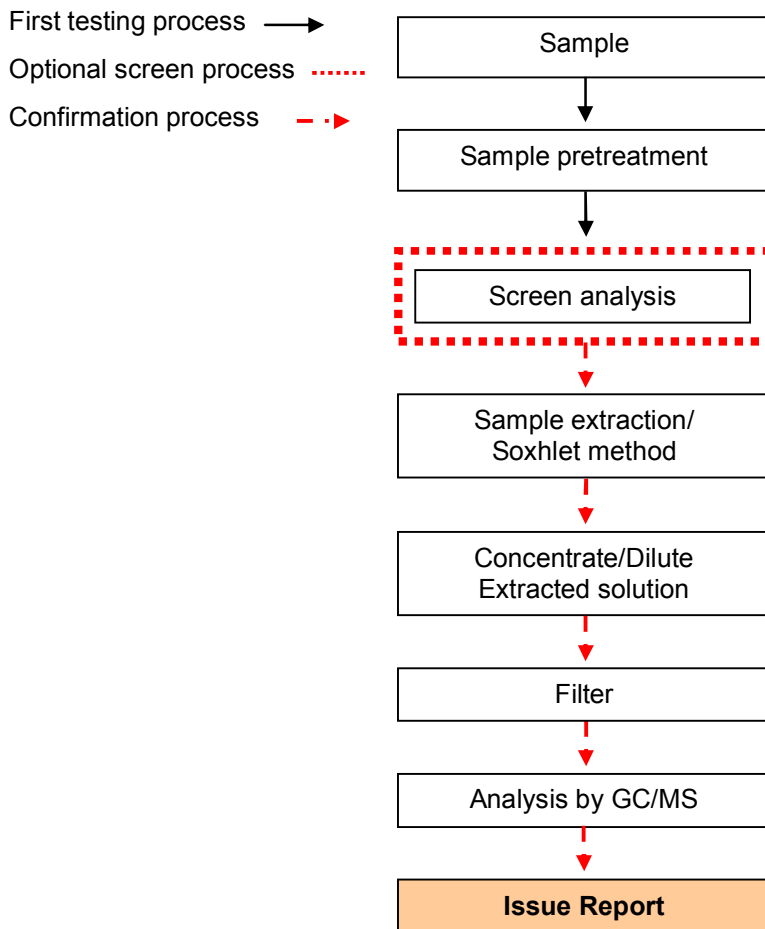 First testing process
Optional screen process
Confirmation process
Sample
Sample pretreatment
Screen analysis
Sample extraction/
Soxhlet method
Concentrate/Dilute
Extracted solution
Filter
Analysis by GC/MS
Issue Report